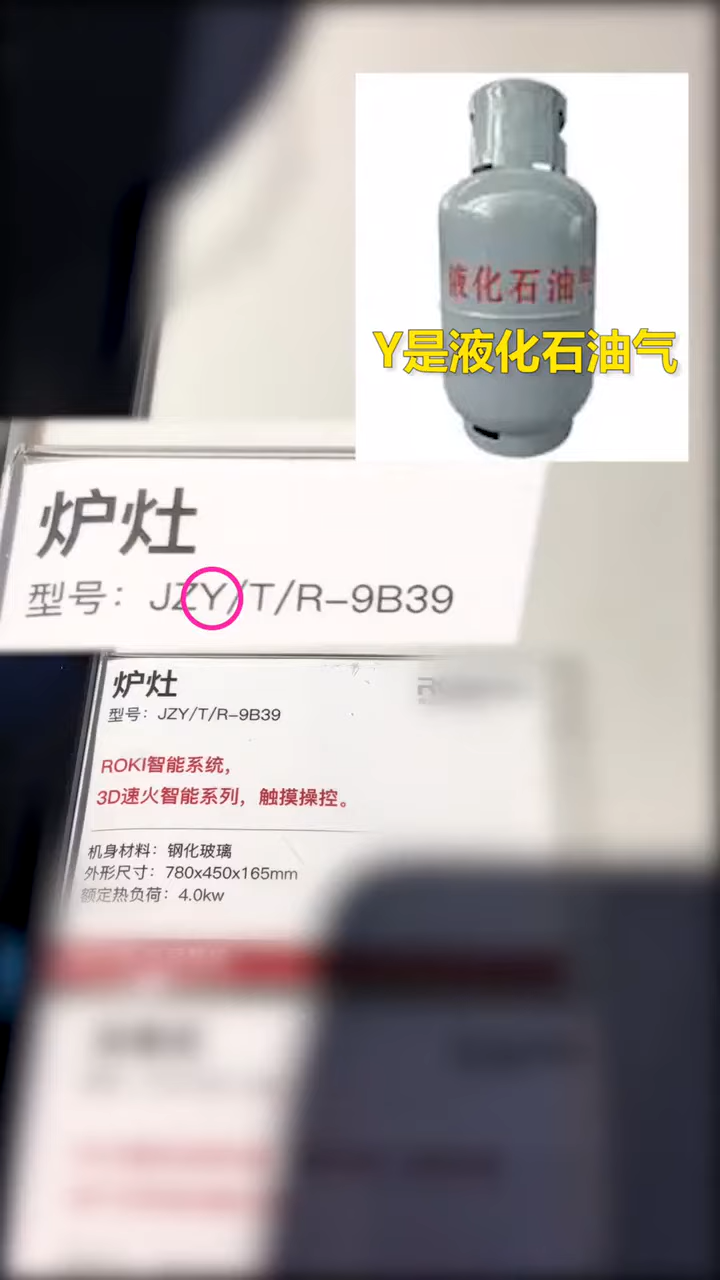 液化石油气
Y是液化石油气
炉灶
型号：JZY/T/R-9B39
炉灶
型号：JZY/T/R-9B39
ROKI智能系统，
3D速火智能系列，触摸操控。
机身材料：钢化玻璃
外形尺寸：780x450x165mm
额定热负荷：4.0kw